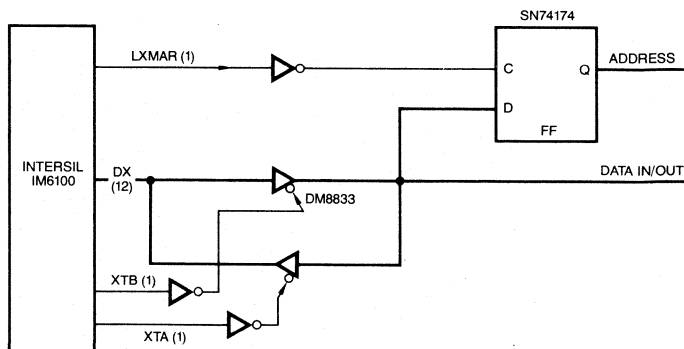 SN74174
LXMAR (1)
C
Q
ADDRESS
D
FF
INTERSIL
IM6100
DX
(12)
DM8833
DATA IN/OUT
XTB (1)
XTA (1)